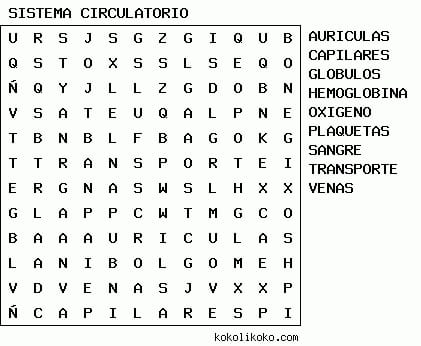 SISTEMA CIRCULATORIO
U R S J S G Z G I Q U B
Q S T O X S S L S E Q O
Ñ Q Y J L L Z G D O B N
V S A T E U Q A L P N E
T B N B L F B A G O K G
T T R A N S P O R T E I
E R G N A S W S L H X X
G L A P P C W T M G C O
B A A A U R I C U L A S
L A N I B O L G O M E H
V D V E N A S J V X X P
Ñ C A P I L A R E S P I
AURICULAS
CAPILARES
GLOBULOS
HEMOGLOBINA
OXIGENO
PLAQUETAS
SANGRE
TRANSPORTE
VENAS
kokolikoko.com